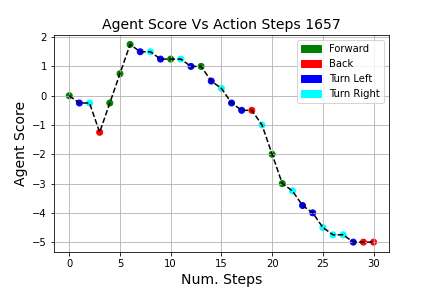 Agent Score Vs Action Steps 1657
Agent Score
2
1
0
−1
−2
−3
−4
−5
Forward
Back
Turn Left
Turn Right
0 5 10 15 20 25 30
Num. Steps